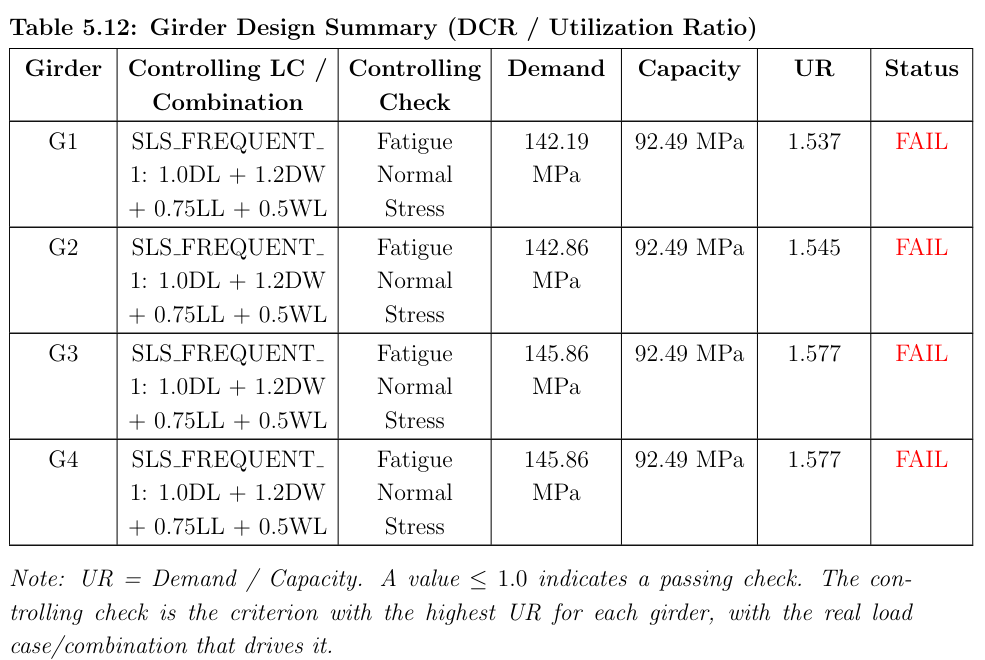 Table 5.12: Girder Design Summary (DCR / Utilization Ratio)
Girder Controlling LC / Controlling Demand Capacity UR Status
Combination Check
G1 SLS_FREQUENT_ Fatigue 142.19 92.49 MPa 1.537 FAIL
1: 1.0DL + 1.2DW Normal MPa
+ 0.75LL + 0.5WL Stress
G2 SLS_FREQUENT_ Fatigue 142.86 92.49 MPa 1.545 FAIL
1: 1.0DL + 1.2DW Normal MPa
+ 0.75LL + 0.5WL Stress
G3 SLS_FREQUENT_ Fatigue 145.86 92.49 MPa 1.577 FAIL
1: 1.0DL + 1.2DW Normal MPa
+ 0.75LL + 0.5WL Stress
G4 SLS_FREQUENT_ Fatigue 145.86 92.49 MPa 1.577 FAIL
1: 1.0DL + 1.2DW Normal MPa
+ 0.75LL + 0.5WL Stress
Note: UR = Demand / Capacity. A value ≤ 1.0 indicates a passing check. The con-
trolling check is the criterion with the highest UR for each girder, with the real load
case/combination that drives it.